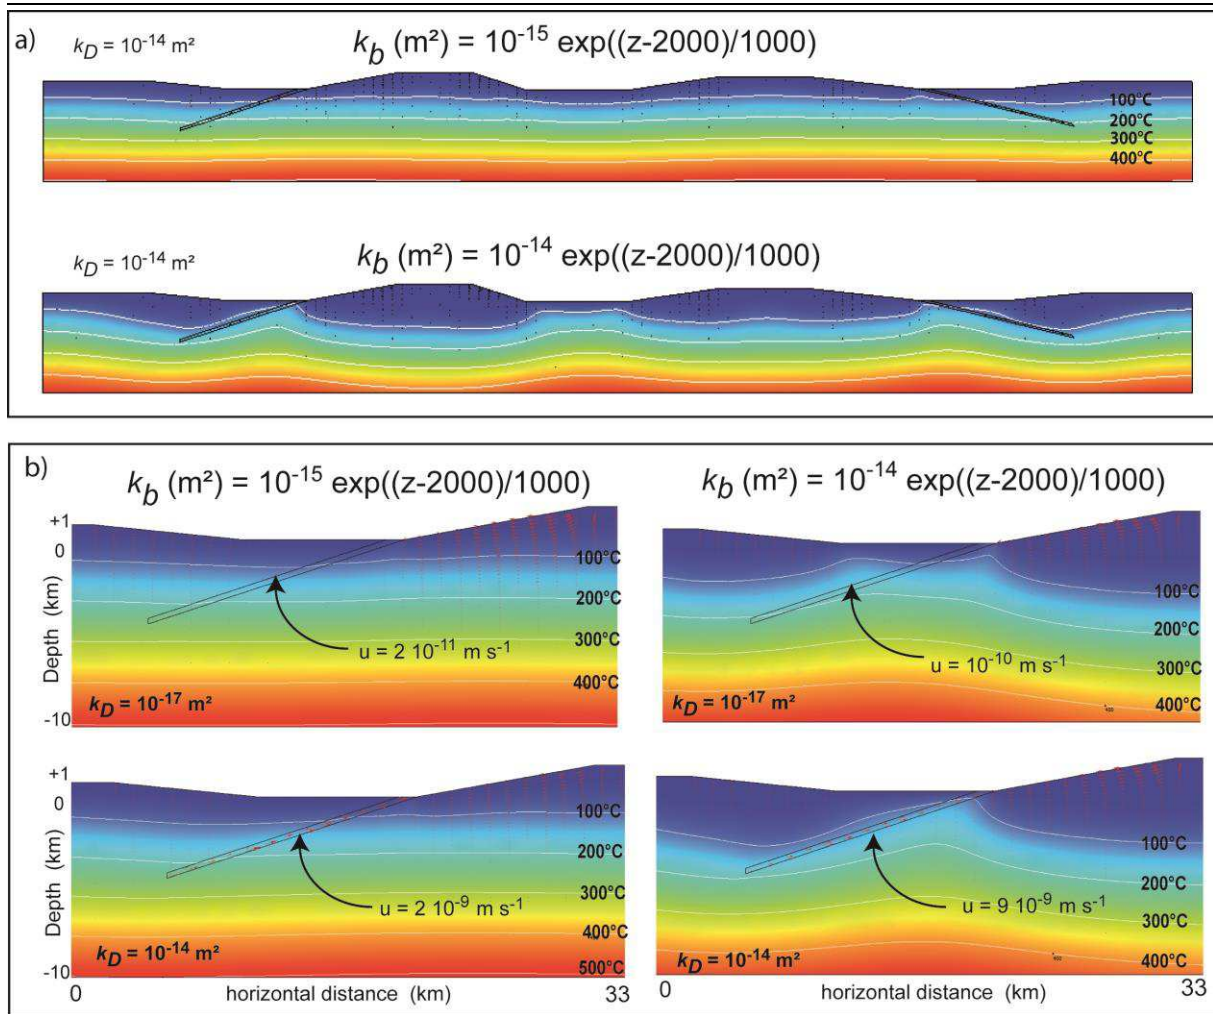 a)
k_D = 10⁻¹⁴ m²
k_b (m²) = 10⁻¹⁵ exp((z-2000)/1000)
100°C
200°C
300°C
400°C
k_D = 10⁻¹⁴ m²
k_b (m²) = 10⁻¹⁴ exp((z-2000)/1000)
b)
k_b (m²) = 10⁻¹⁵ exp((z-2000)/1000)
+1
0
Depth (km)
-10
100°C
200°C
300°C
400°C
u = 2 10⁻¹¹ m s⁻¹
k_D = 10⁻¹⁷ m²
k_b (m²) = 10⁻¹⁴ exp((z-2000)/1000)
100°C
200°C
300°C
400°C
u = 10⁻¹⁰ m s⁻¹
k_D = 10⁻¹⁷ m²
+1
0
Depth (km)
-10
100°C
200°C
300°C
400°C
500°C
u = 2 10⁻⁹ m s⁻¹
k_D = 10⁻¹⁴ m²
0 horizontal distance (km) 33
100°C
200°C
300°C
400°C
u = 9 10⁻⁹ m s⁻¹
k_D = 10⁻¹⁴ m²
0 horizontal distance (km) 33